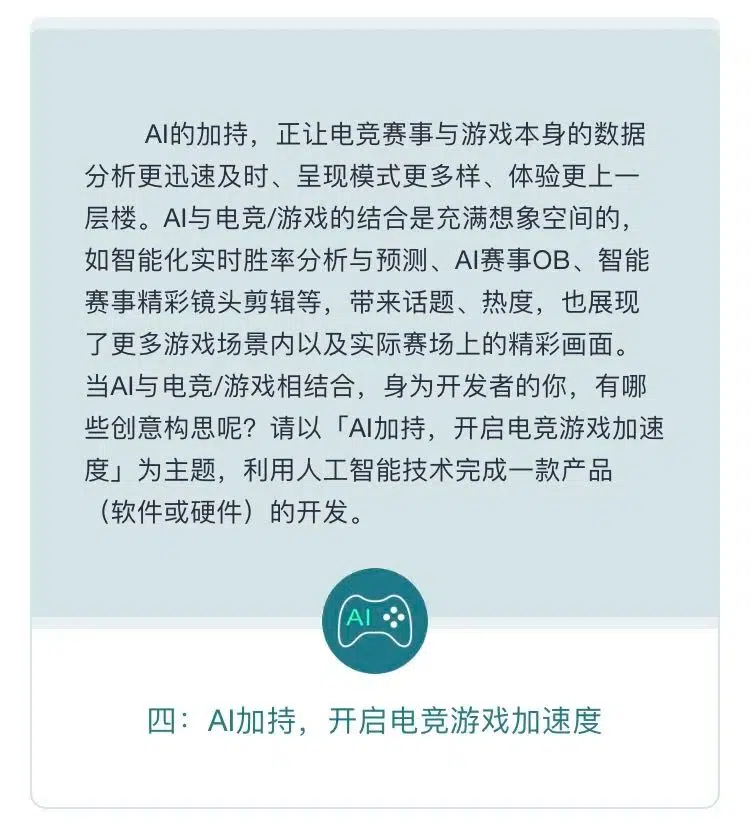 AI的加持，正让电竞赛事与游戏本身的数据
分析更迅速及时、呈现模式更多样、体验更上一
层楼。AI与电竞/游戏的结合是充满想象空间的，
如智能化实时胜率分析与预测、AI赛事OB、智能
赛事精彩镜头剪辑等，带来话题、热度，也展现
了更多游戏场景内以及实际赛场上的精彩画面。
当AI与电竞/游戏相结合，身为开发者的你，有哪
些创意构思呢？请以「AI加持，开启电竞游戏加速
度」为主题，利用人工智能技术完成一款产品
（软件或硬件）的开发。
AI
四：AI加持，开启电竞游戏加速度